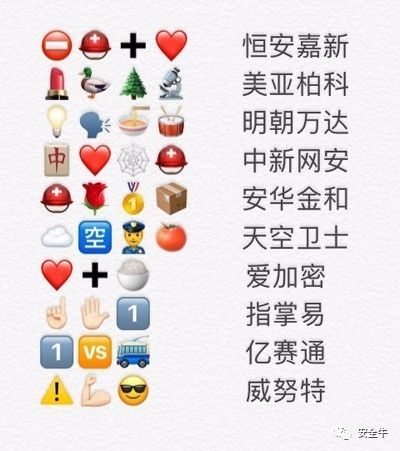 恒安嘉新
美亚柏科
明朝万达
中 中新网安
安华金和
空 天空卫士
爱加密
1 指掌易
1 VS 亿赛通
威努特
安全牛